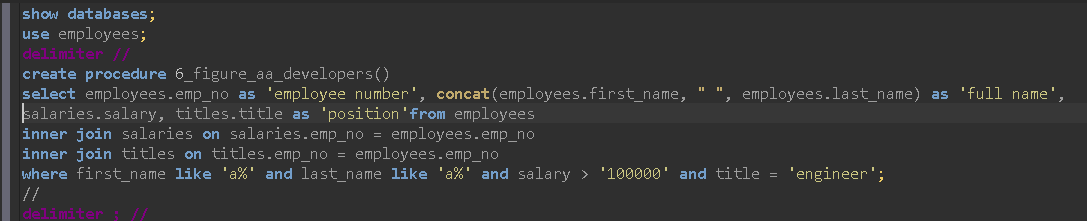 show databases;
use employees;
delimiter //
create procedure 6_figure_aa_developers()
select employees.emp_no as 'employee number', concat(employees.first_name, " ", employees.last_name) as 'full name',
salaries.salary, titles.title as 'position'from employees
inner join salaries on salaries.emp_no = employees.emp_no
inner join titles on titles.emp_no = employees.emp_no
where first_name like 'a%' and last_name like 'a%' and salary > '100000' and title = 'engineer';
//
delimiter ; //